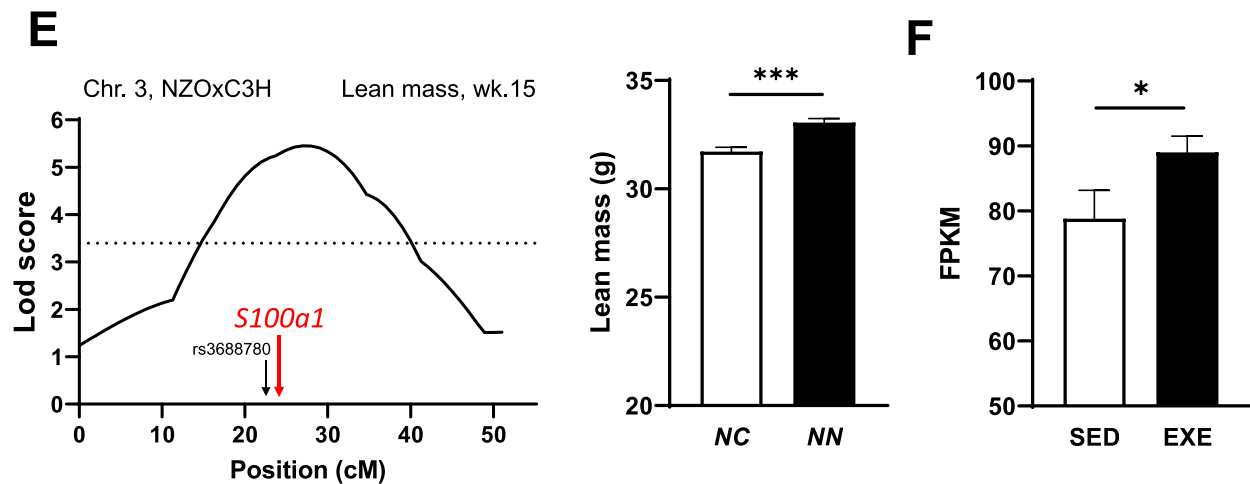 E
Chr. 3, NZOxC3H
Lean mass, wk.15
Lod score
6
5
4
3
2
1
0
S100a1
rs3688780
0
10
20
30
40
50
Position (cM)
Lean mass (g)
35
30
25
20
***
NC
NN
F
FPKM
100
90
80
70
60
50
*
SED
EXE